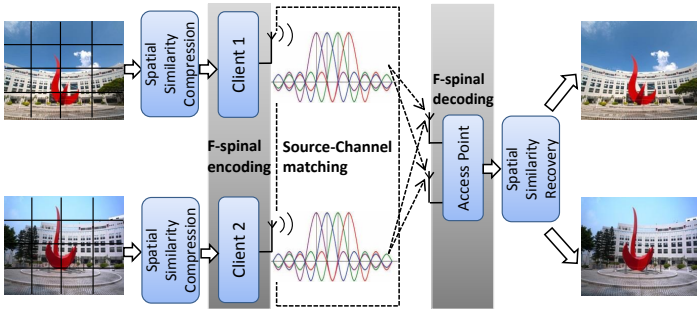 Spatial
Similarity
Compression
Client 1
F-spinal
encoding
Source-Channel
matching
F-spinal
decoding
Access Point
Spatial
Similarity
Recovery
Spatial
Similarity
Compression
Client 2